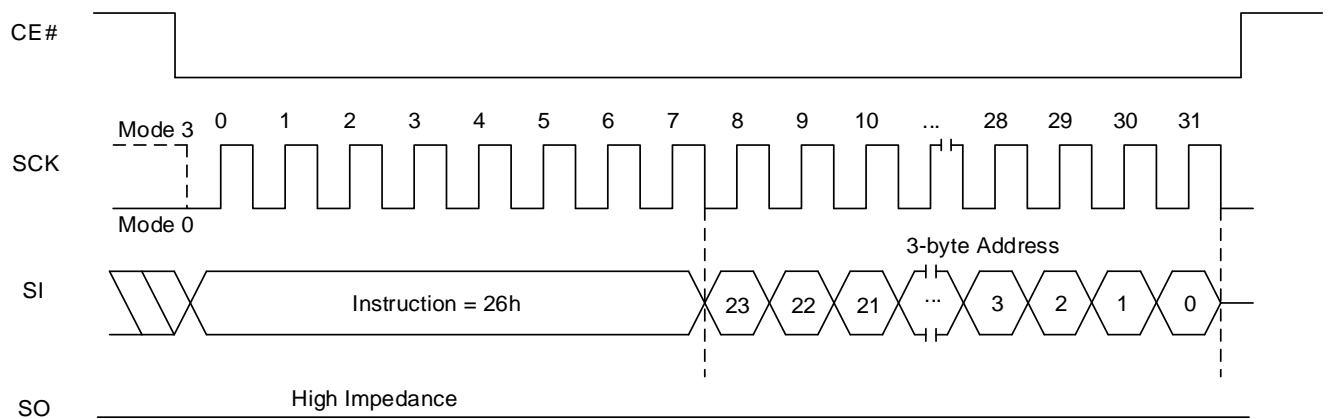 CE#
0 1 2 3 4 5 6 7 8 9 10 ... 28 29 30 31
Mode 3
SCK
Mode 0
3-byte Address
SI
Instruction = 26h
23 22 21 ... 3 2 1 0
High Impedance
SO